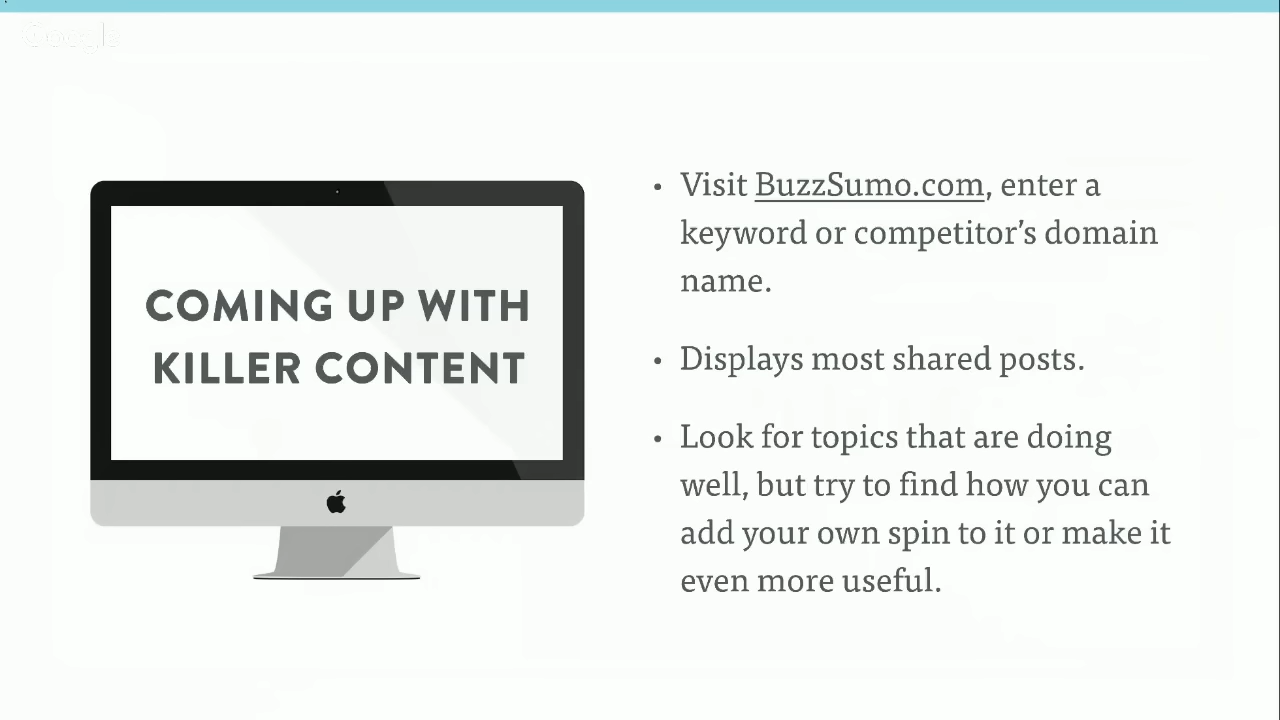 Google
COMING UP WITH
KILLER CONTENT
• Visit BuzzSumo.com, enter a
keyword or competitor’s domain
name.
• Displays most shared posts.
• Look for topics that are doing
well, but try to find how you can
add your own spin to it or make it
even more useful.